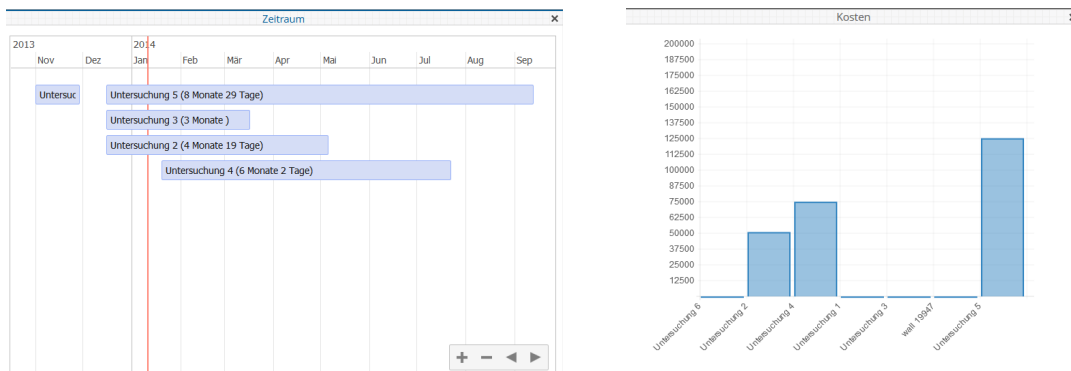 Zeitraum
2013
2014
Nov Dez Jan Feb Mär Apr Mai Jun Jul Aug Sep
Untersuc
Untersuchung 5 (8 Monate 29 Tage)
Untersuchung 3 (3 Monate )
Untersuchung 2 (4 Monate 19 Tage)
Untersuchung 4 (6 Monate 2 Tage)
Kosten
200000
187500
175000
162500
150000
137500
125000
112500
100000
87500
75000
62500
50000
37500
25000
12500
Untersuchung 6
Untersuchung 2
Untersuchung 4
Untersuchung 1
Untersuchung 3
well 19947
Untersuchung 5